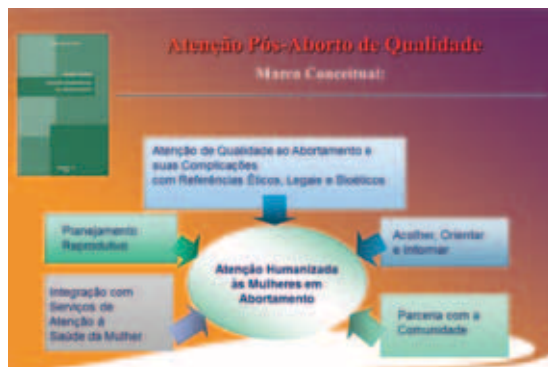 Atenção Pós-Aborto de Qualidade
Marco Conceitual:
Atenção de Qualidade ao Abortamento e
suas Complicações
com Referências Éticos, Legais e Bioéticos
Planejamento
Reprodutivo
Acolher, Orientar
e Informar
Atenção Humanizada
às Mulheres em
Abortamento
Integração com
Serviços de
Atenção à
Saúde da Mulher
Parceria com a
Comunidade